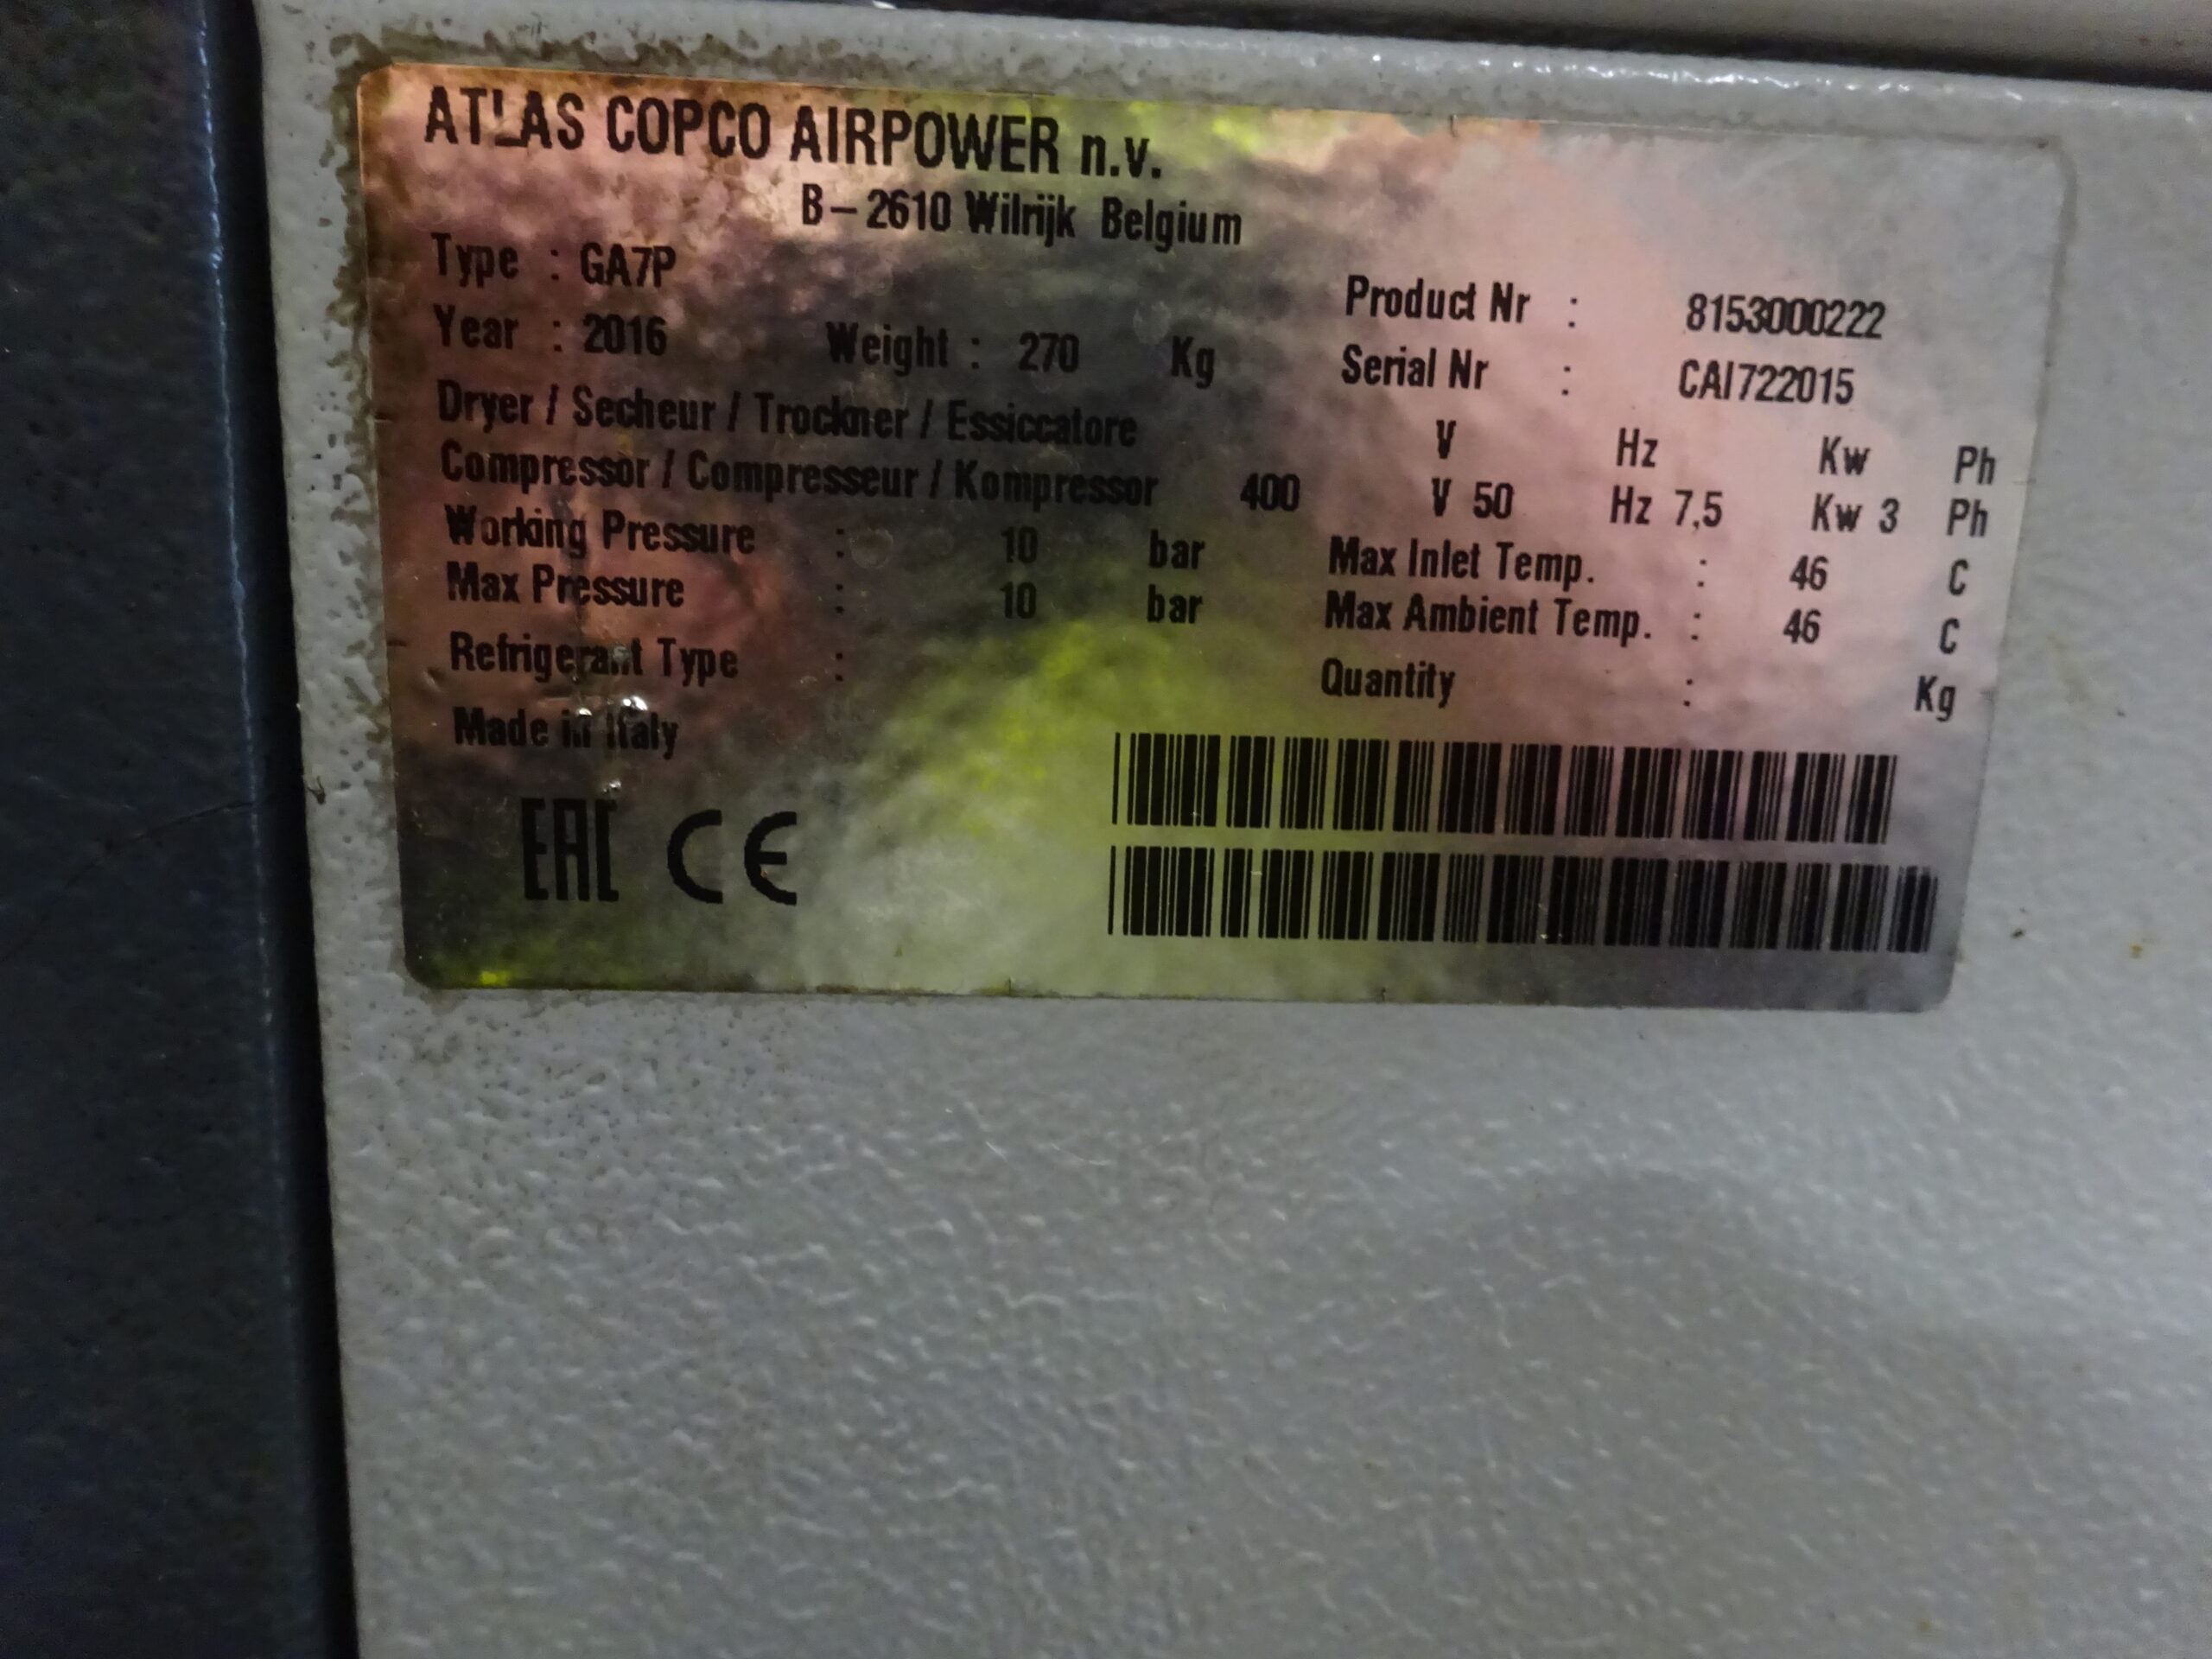 ATLAS COPCO AIRPOWER n.v.
B-2610 Wilrijk Belgium
Type : GA7P
Product Nr : 8153000222
Year : 2016 Weight : 270 Kg
Serial Nr : CAI722015
Dryer / Secheur / Trockner / Essiccatore V Hz Kw Ph
Compressor / Compresseur / Kompressor 400 V 50 Hz 7,5 Kw 3 Ph
Working Pressure : 10 bar Max Inlet Temp. : 46 C
Max Pressure : 10 bar Max Ambient Temp. : 46 C
Refrigerant Type : Quantity : Kg
Made in Italy
EAC CE